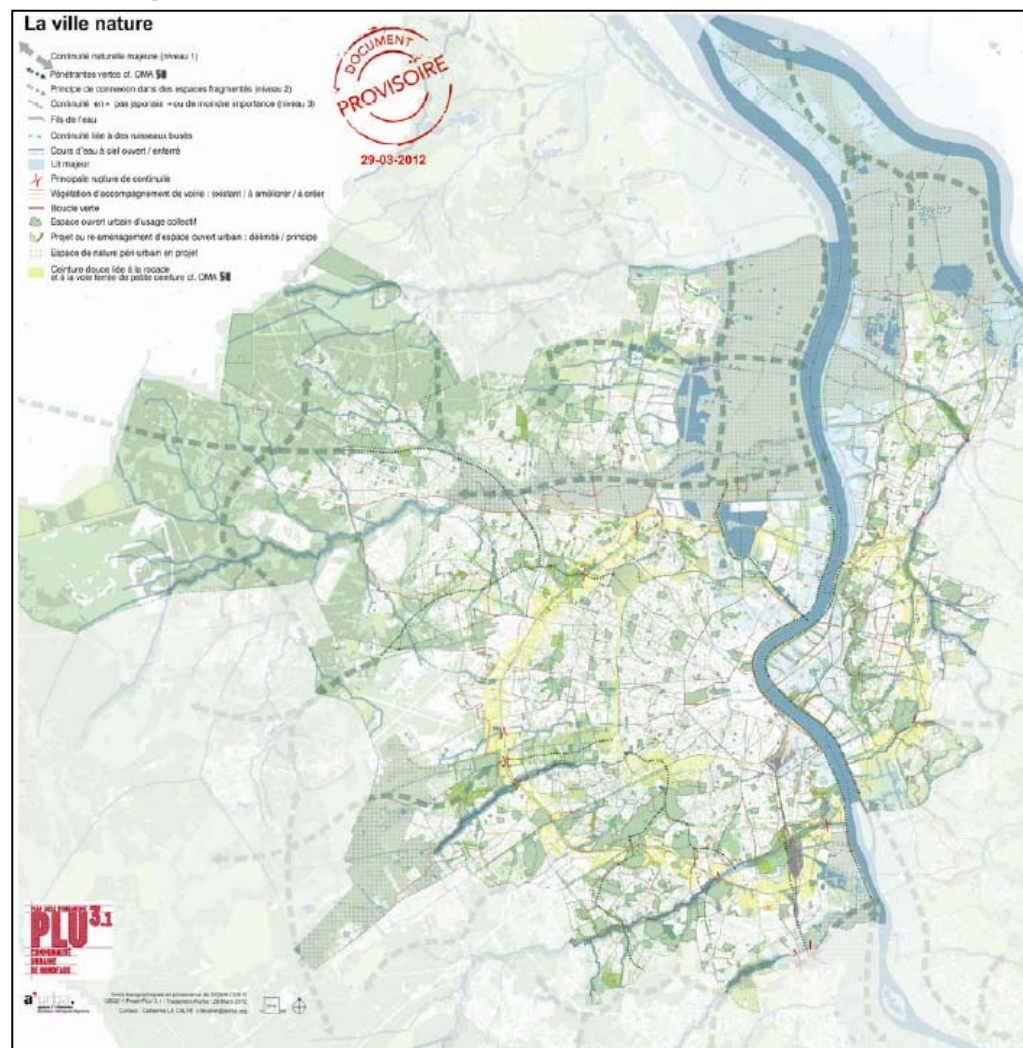 La ville nature
Continuité naturelle majeure (niveau 1)
Pénétrantes vertes cf. OMA 50
Principe de connexion dans des espaces fragmentés (niveau 2)
Continuité en « pas japonais » ou de moindre importance (niveau 3)
Fils de l'eau
Continuité liée à des ruisseaux busés
Cours d'eau à ciel ouvert / enterré
Lit majeur
Principale rupture de continuité
Végétation d'accompagnement de voirie : existant / à améliorer / à créer
Boucle verte
Espace ouvert urbain d'usage collectif
Projet ou re-aménagement d'espace ouvert urbain : délimité / principe
Espace de nature péri-urbain en projet
Ceinture douce liée à la rocade
et à la voie ferrée de petite ceinture cf. OMA 50
DOCUMENT
PROVISOIRE
29-03-2012
PLU 3.1
COMMUNAUTE
URBAINE
DE BORDEAUX
a'urba